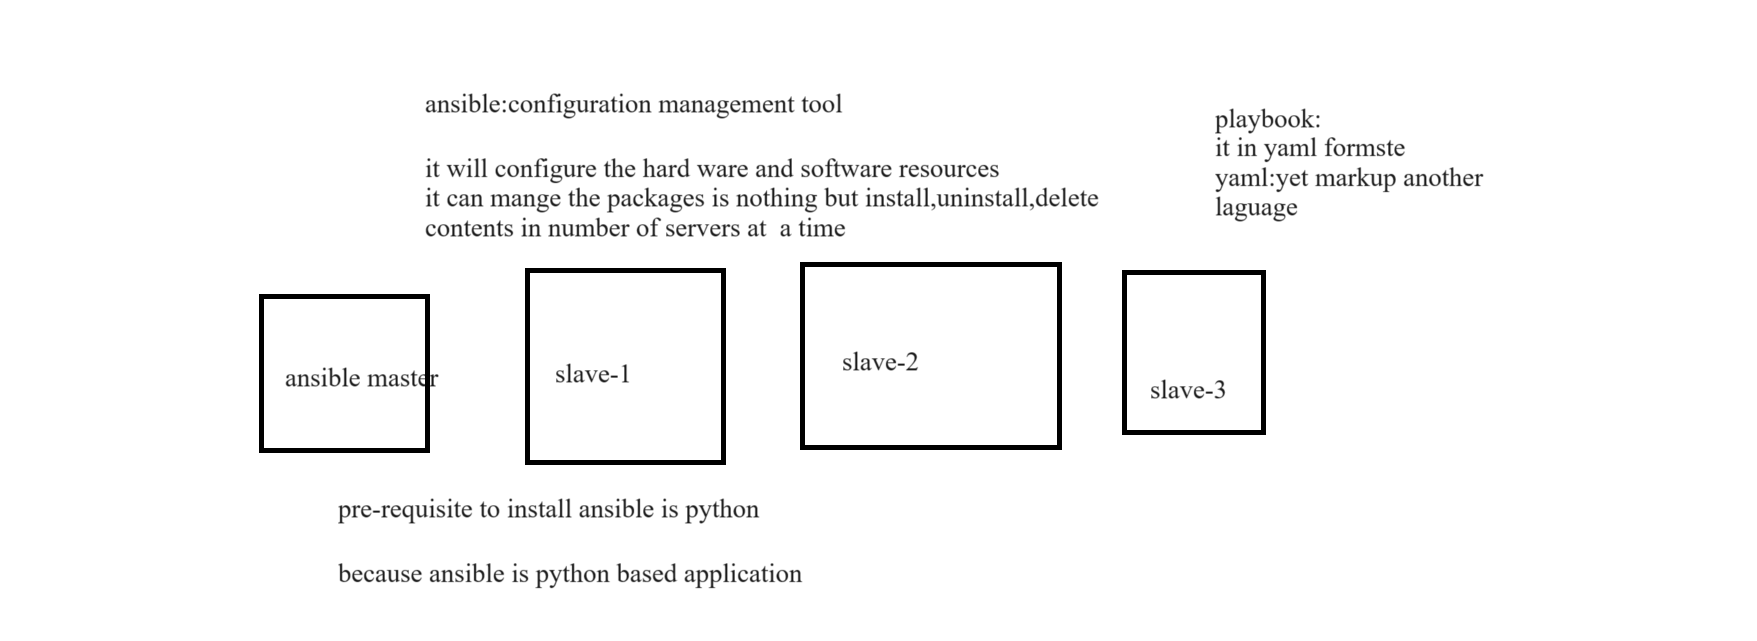 ansible:configuration management tool
it will configure the hard ware and software resources
it can mange the packages is nothing but install,uninstall,delete
contents in number of servers at  a time
playbook:
it in yaml formste
yaml:yet markup another
laguage
ansible master
slave-1
slave-2
slave-3
pre-requisite to install ansible is python
because ansible is python based application